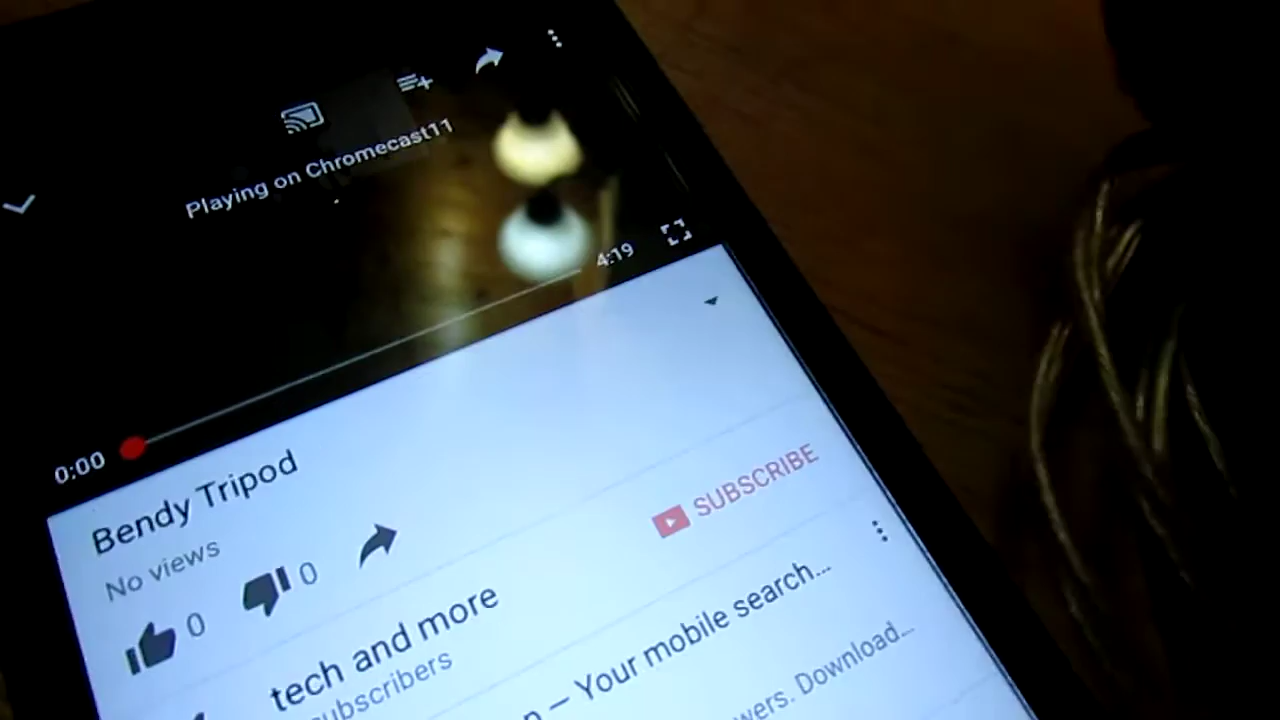 Playing on Chromecast11
4:19
0:00
Bendy Tripod
No views
0 0
SUBSCRIBE
tech and more
subscribers
– Your mobile search...
Download...